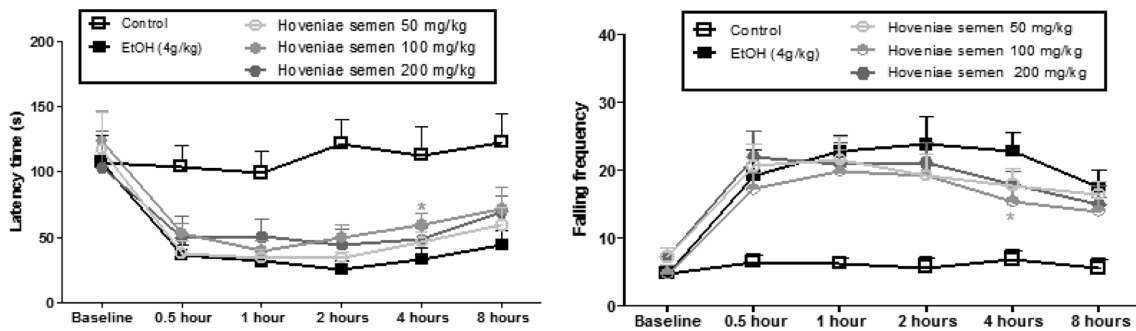 Control
EtOH (4g/kg)
Hoveniae semen 50 mg/kg
Hoveniae semen 100 mg/kg
Hoveniae semen 200 mg/kg
Latency time (s)
200
150
100
50
0
*
Baseline 0.5 hour 1 hour 2 hours 4 hours 8 hours
Control
EtOH (4g/kg)
Hoveniae semen 50 mg/kg
Hoveniae semen 100 mg/kg
Hoveniae semen 200 mg/kg
Falling frequency
40
30
20
10
0
*
Baseline 0.5 hour 1 hour 2 hours 4 hours 8 hours